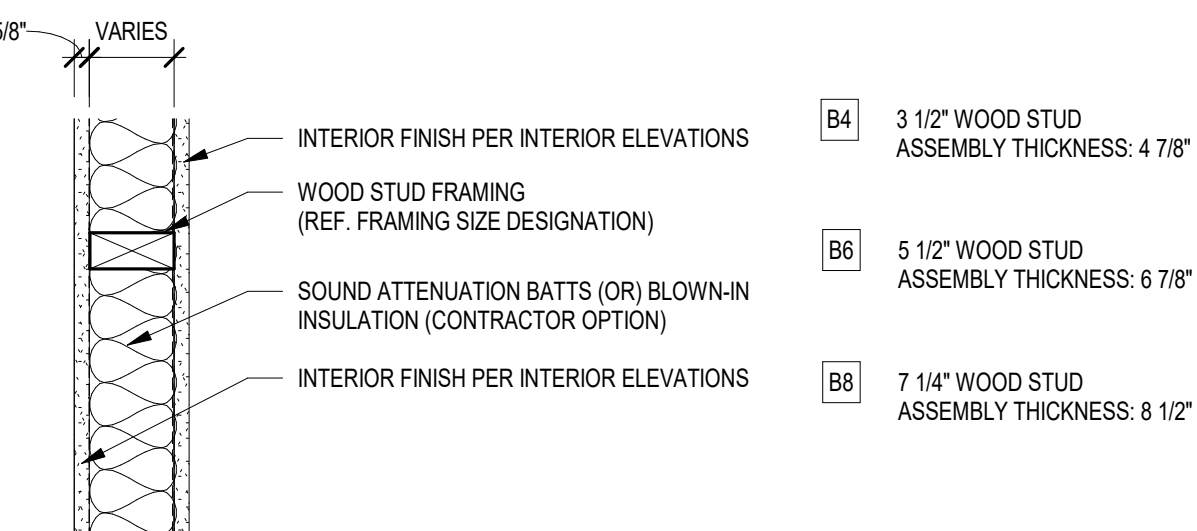 5/8"
VARIES
INTERIOR FINISH PER INTERIOR ELEVATIONS
WOOD STUD FRAMING
(REF. FRAMING SIZE DESIGNATION)
SOUND ATTENUATION BATTS (OR) BLOWN-IN
INSULATION (CONTRACTOR OPTION)
INTERIOR FINISH PER INTERIOR ELEVATIONS
B4
3 1/2" WOOD STUD
ASSEMBLY THICKNESS: 4 7/8"
B6
5 1/2" WOOD STUD
ASSEMBLY THICKNESS: 6 7/8"
B8
7 1/4" WOOD STUD
ASSEMBLY THICKNESS: 8 1/2"